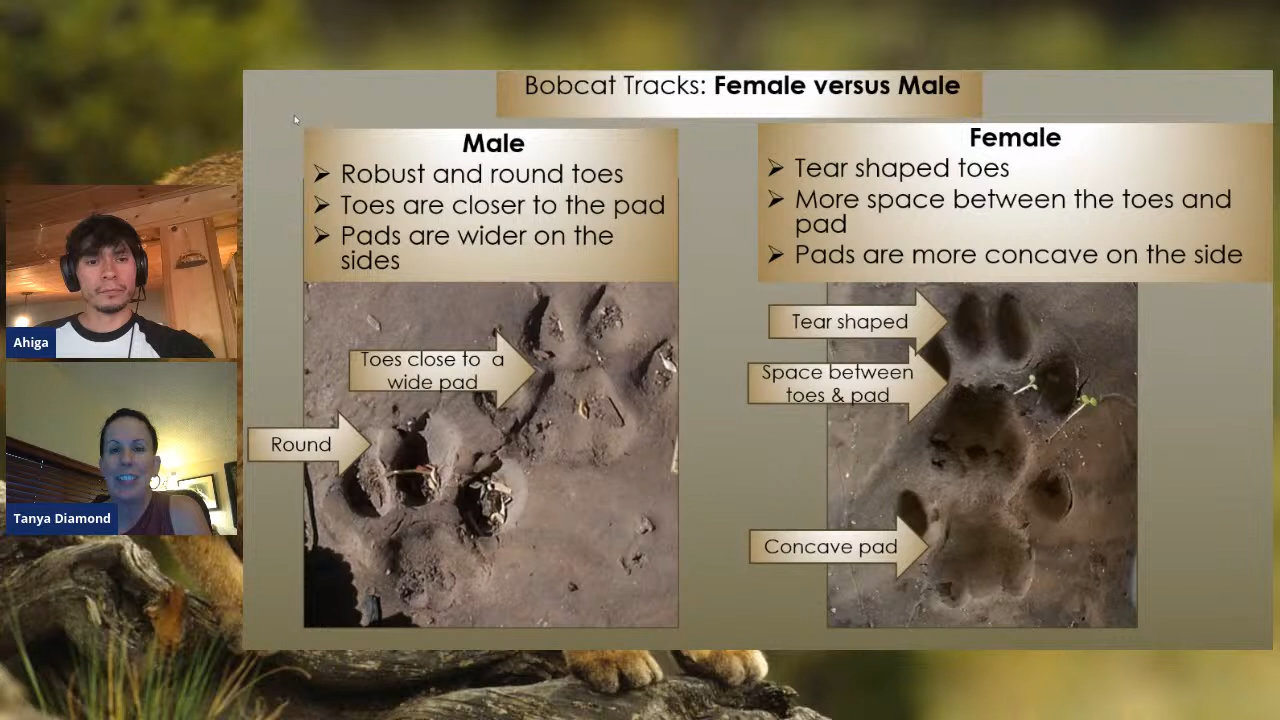 Bobcat Tracks: Female versus Male
Male
➢ Robust and round toes
➢ Toes are closer to the pad
➢ Pads are wider on the
sides
Female
➢ Tear shaped toes
➢ More space between the toes and
pad
➢ Pads are more concave on the side
Toes close to a
wide pad
Round
Tear shaped
Space between
toes & pad
Concave pad
Ahiga
Tanya Diamond